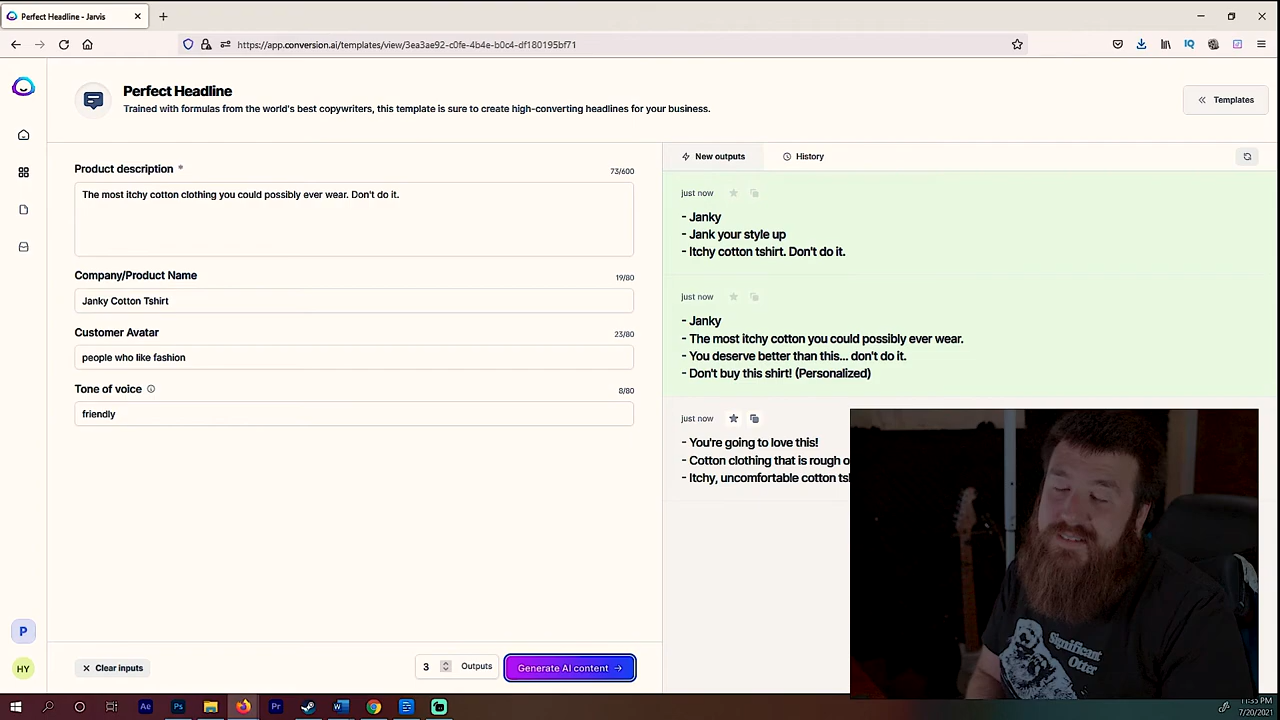 Perfect Headline - Jarvis
https://app.conversion.ai/templates/view/3ea3ae92-c0fe-4b4e-b0c4-df180195bf71
IQ
Perfect Headline
Trained with formulas from the world's best copywriters, this template is sure to create high-converting headlines for your business.
Templates
Product description *
73/600
The most itchy cotton clothing you could possibly ever wear. Don't do it.
Company/Product Name
19/80
Janky Cotton Tshirt
Customer Avatar
23/80
people who like fashion
Tone of voice
8/80
friendly
Clear inputs
3
Outputs
Generate AI content
New outputs
History
just now
- Janky
- Jank your style up
- Itchy cotton tshirt. Don't do it.
just now
- Janky
- The most itchy cotton you could possibly ever wear.
- You deserve better than this... don't do it.
- Don't buy this shirt! (Personalized)
just now
- You're going to love this!
- Cotton clothing that is rough
- Itchy, uncomfortable cotton
Significant
Otter
P
HY
Ae
Ps
Pr
W
11:35 PM
7/20/2021